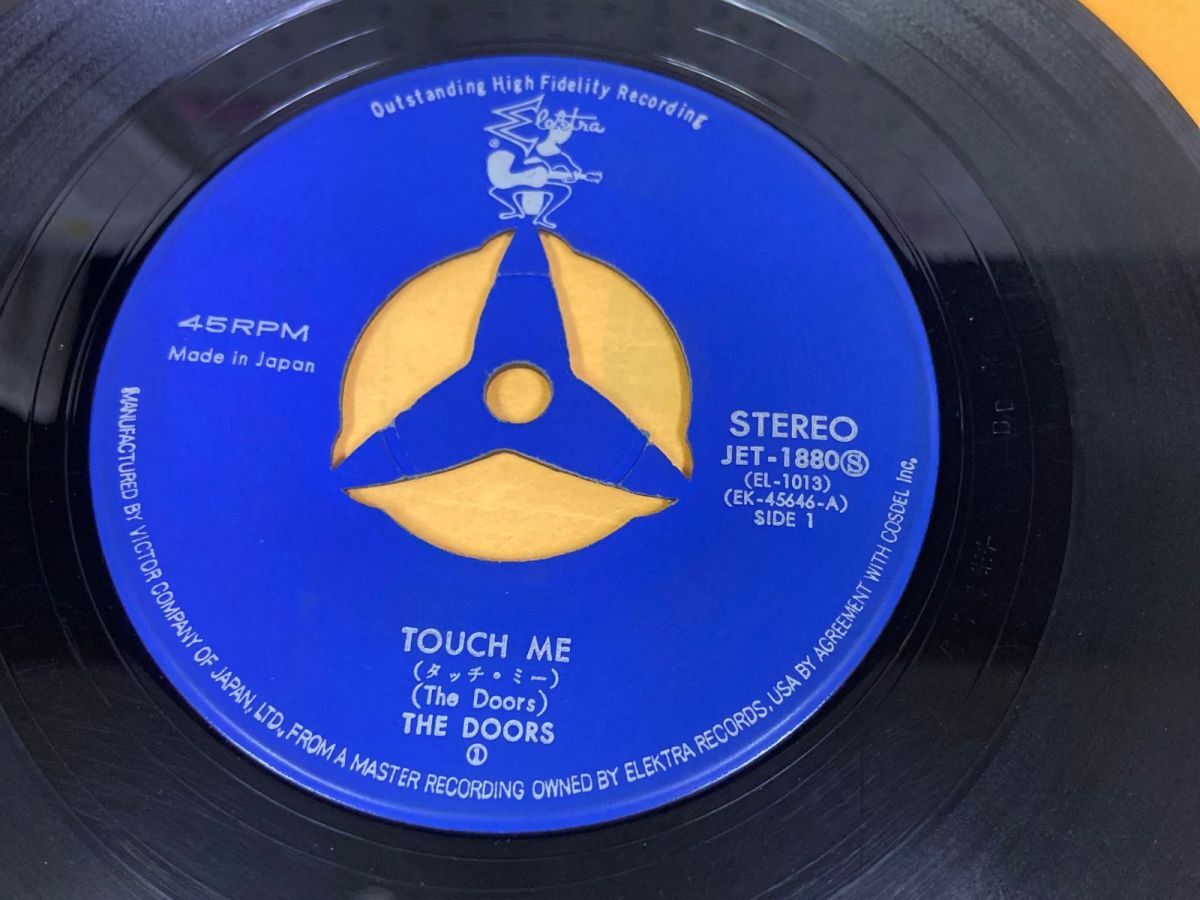 Outstanding High Fidelity Recording
Elektra
®
45RPM
Made in Japan
STEREO
JET-1880Ⓢ
(EL-1013)
(EK-45646-A)
SIDE 1
TOUCH ME
(タッチ・ミー)
(The Doors)
THE DOORS
①
MANUFACTURED BY VICTOR COMPANY OF JAPAN, LTD, FROM A MASTER RECORDING OWNED BY ELEKTRA RECORDS, USA BY AGREEMENT WITH COSDEL Inc.